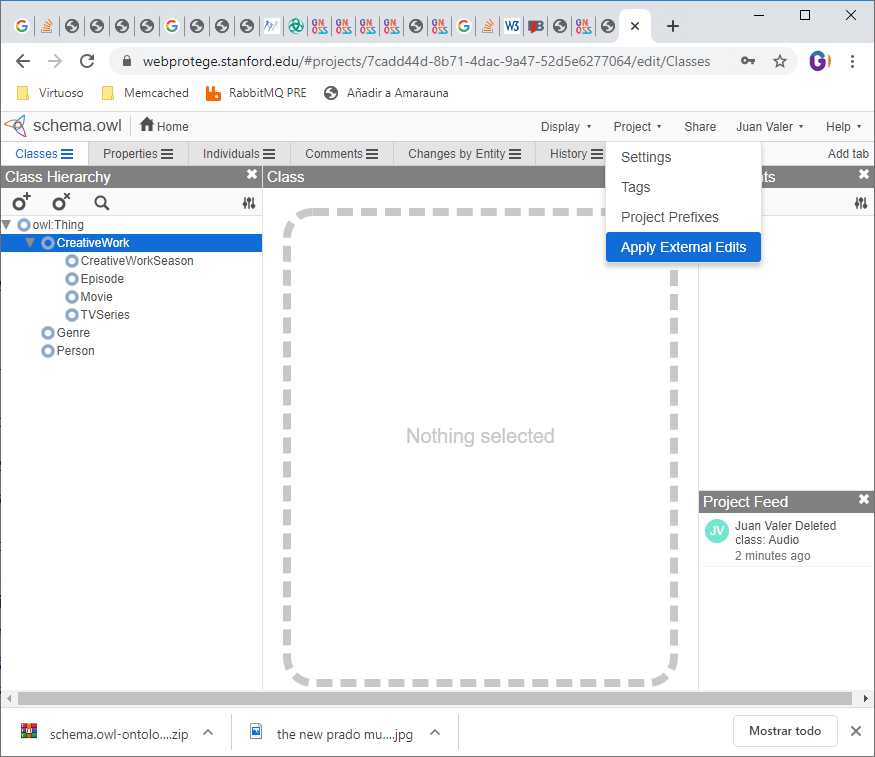 webprotege.stanford.edu/#projects/7cadd44d-8b71-4dac-9a47-52d5e6277064/edit/Classes
Virtuoso Memcached RabbitMQ PRE Añadir a Amarauna
schema.owl Home Display Project Share Juan Valer Help
Classes Properties Individuals Comments Changes by Entity History Add tab
Settings
Tags
Project Prefixes
Apply External Edits
Class Hierarchy
Class
owl:Thing
CreativeWork
CreativeWorkSeason
Episode
Movie
TVSeries
Genre
Person
Nothing selected
Project Feed
JV
Juan Valer Deleted
class: Audio
2 minutes ago
schema.owl-ontolo....zip
the new prado mu....jpg
Mostrar todo